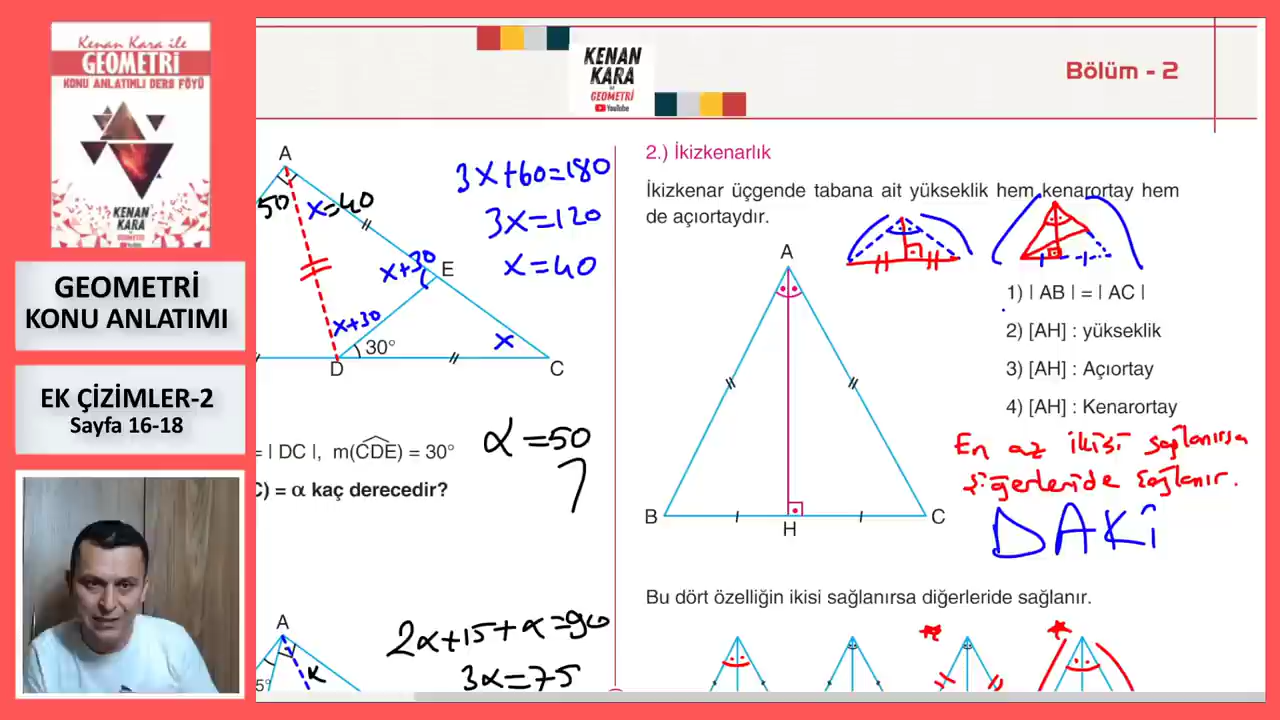 Kenan Kara ile
GEOMETRİ
KONU ANLATIMLI DERS FÖYÜ
KENAN
KARA
GEOMETRİ KONU ANLATIMI
EK ÇİZİMLER-2
Sayfa 16-18
KENAN
KARA
ile
GEOMETRİ
YouTube
Bölüm - 2
A
50
x=40
x+30
E
x+30
30°
x
D
C
3x+60=180
3x=120
x=40
= | DC |, m(CDE) = 30°
C) = α kaç derecedir?
α=50
A
5°
2α+15+α=90
3α=75
2.) İkizkenarlık
İkizkenar üçgende tabana ait yükseklik hem kenarortay hem
de açıortaydır.
A
B
H
C
1) | AB | = | AC |
2) [AH] : yükseklik
3) [AH] : Açıortay
4) [AH] : Kenarortay
En az ikisi sağlanırsa
diğerleride sağlanır.
DAKİ
Bu dört özelliğin ikisi sağlanırsa diğerleride sağlanır.